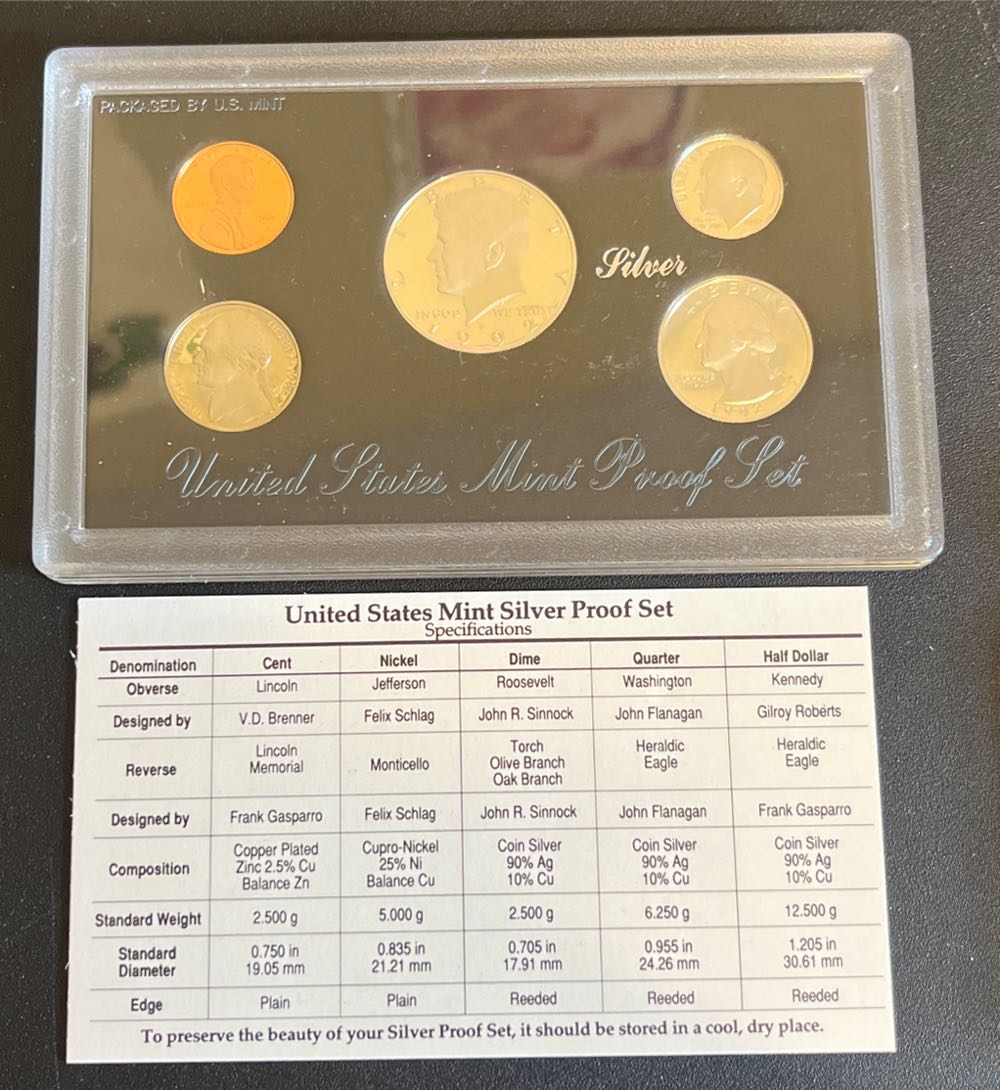 PACKAGED BY U.S. MINT
LIBERTY
IN GOD WE TRUST
1992
Silver
LIBERTY
1992
United States Mint Proof Set
United States Mint Silver Proof Set
Specifications
Denomination Cent Nickel Dime Quarter Half Dollar
Obverse Lincoln Jefferson Roosevelt Washington Kennedy
Designed by V.D. Brenner Felix Schlag John R. Sinnock John Flanagan Gilroy Roberts
Reverse Lincoln Memorial Monticello Torch Olive Branch Oak Branch Heraldic Eagle Heraldic Eagle
Designed by Frank Gasparro Felix Schlag John R. Sinnock John Flanagan Frank Gasparro
Composition Copper Plated Zinc 2.5% Cu Balance Zn Cupro-Nickel 25% Ni Balance Cu Coin Silver 90% Ag 10% Cu Coin Silver 90% Ag 10% Cu Coin Silver 90% Ag 10% Cu
Standard Weight 2.500 g 5.000 g 2.500 g 6.250 g 12.500 g
Standard Diameter 0.750 in 19.05 mm 0.835 in 21.21 mm 0.705 in 17.91 mm 0.955 in 24.26 mm 1.205 in 30.61 mm
Edge Plain Plain Reeded Reeded Reeded
To preserve the beauty of your Silver Proof Set, it should be stored in a cool, dry place.